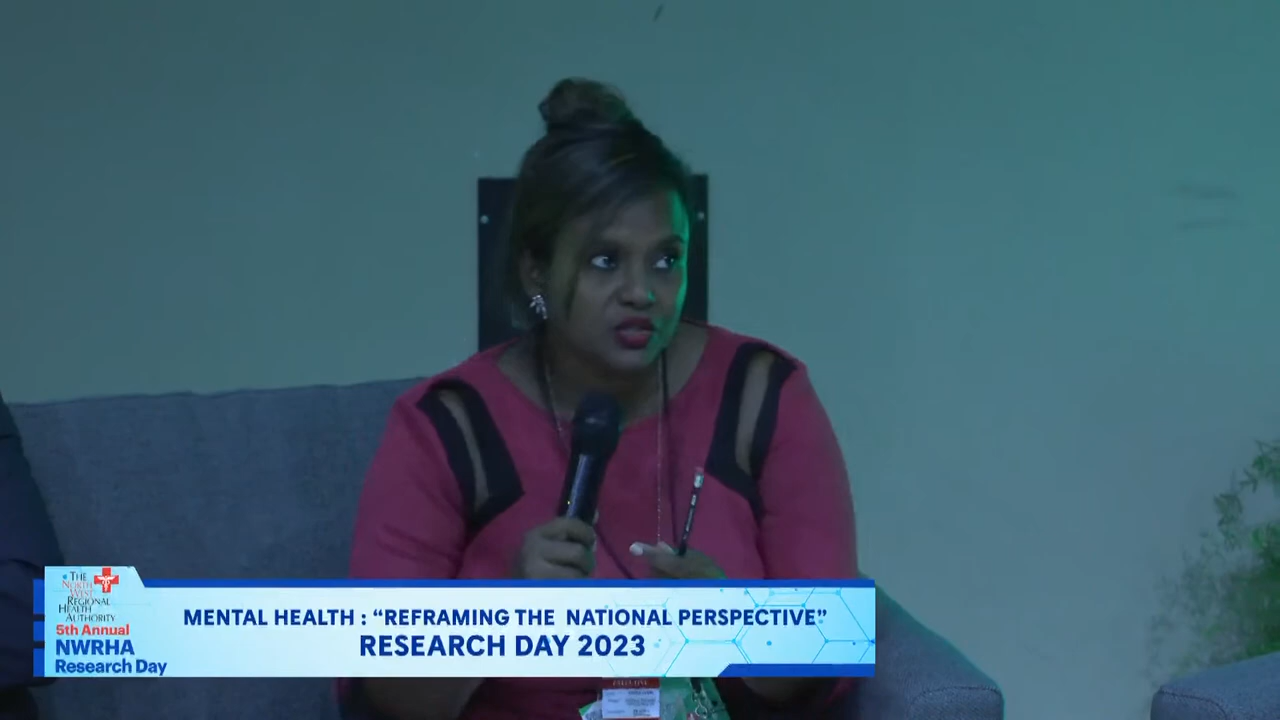 THE
NORTH
WEST
REGIONAL
HEALTH
AUTHORITY
5th Annual
NWRHA
Research Day
MENTAL HEALTH : “REFRAMING THE NATIONAL PERSPECTIVE”
RESEARCH DAY 2023